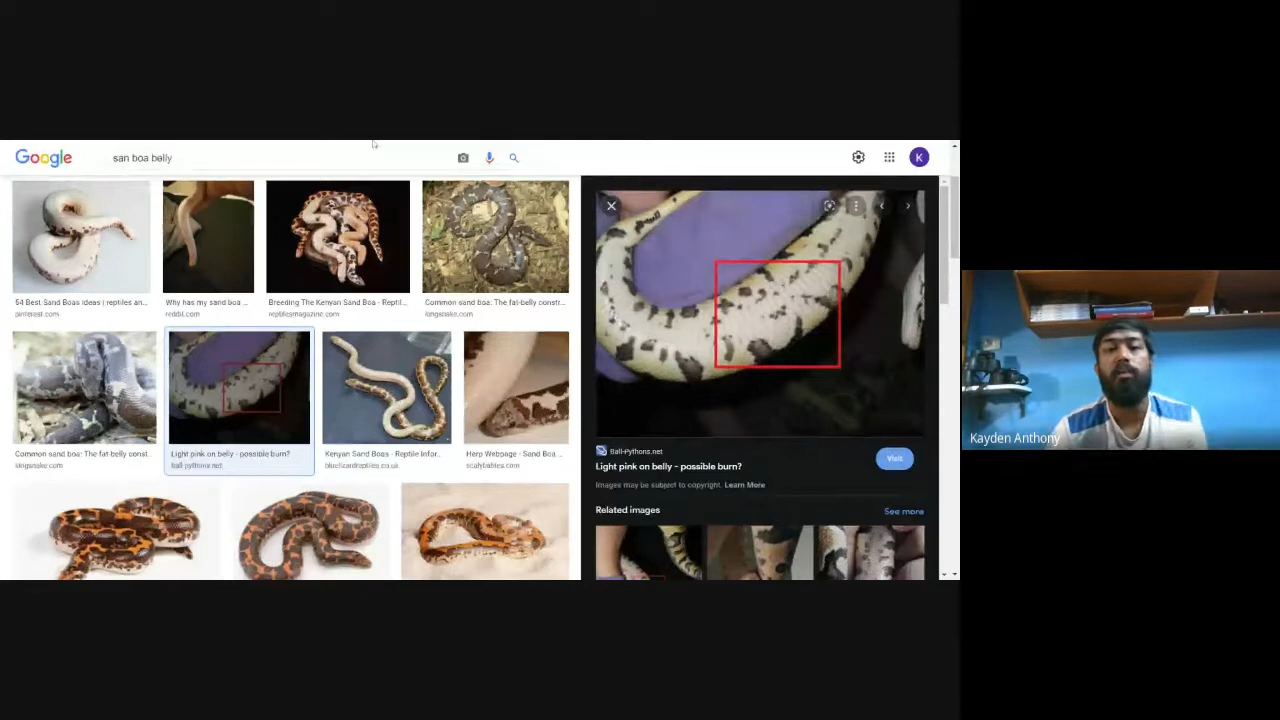 Google
san boa belly
K
54 Best Sand Boas ideas | reptiles an...
pinterest.com
Why has my sand boa ...
reddit.com
Breeding The Kenyan Sand Boa - Reptil...
reptilesmagazine.com
Common sand boa: The fat-belly constr...
kingsnake.com
Common sand boa: The fat-belly const...
kingsnake.com
Light pink on belly - possible burn?
ball-pythons.net
Kenyan Sand Boas - Reptile Infor...
bluelizardreptiles.co.uk
Herp Webpage - Sand Boa ...
scalybabies.com
Ball-Pythons.net
Light pink on belly - possible burn?
Visit
Images may be subject to copyright. Learn More
Related images
See more
Kayden Anthony